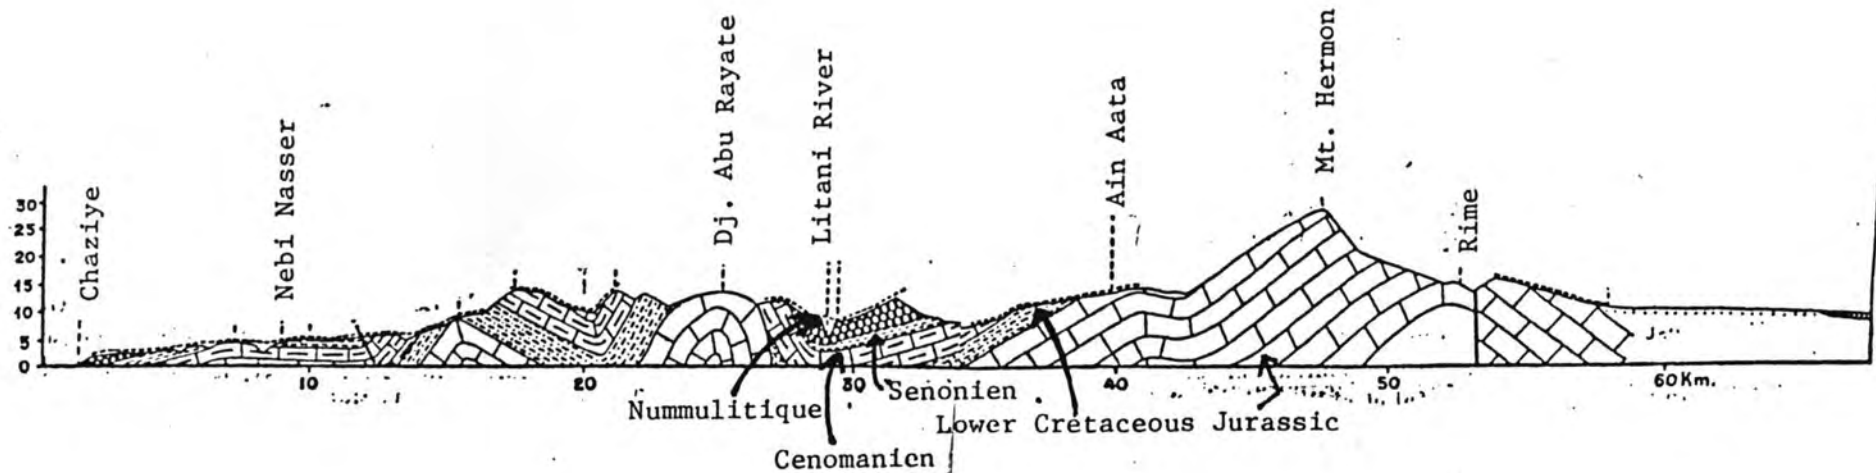 Chaziye
Nebi Nasser
Dj. Abu Rayate
Litani River
Ain Aata
Mt. Hermon
Rime
30
25
20
15
10
5
0
10
20
30
40
50
60 Km.
Nummulitique
Senonien
Lower Cretaceous Jurassic
Cenomanien